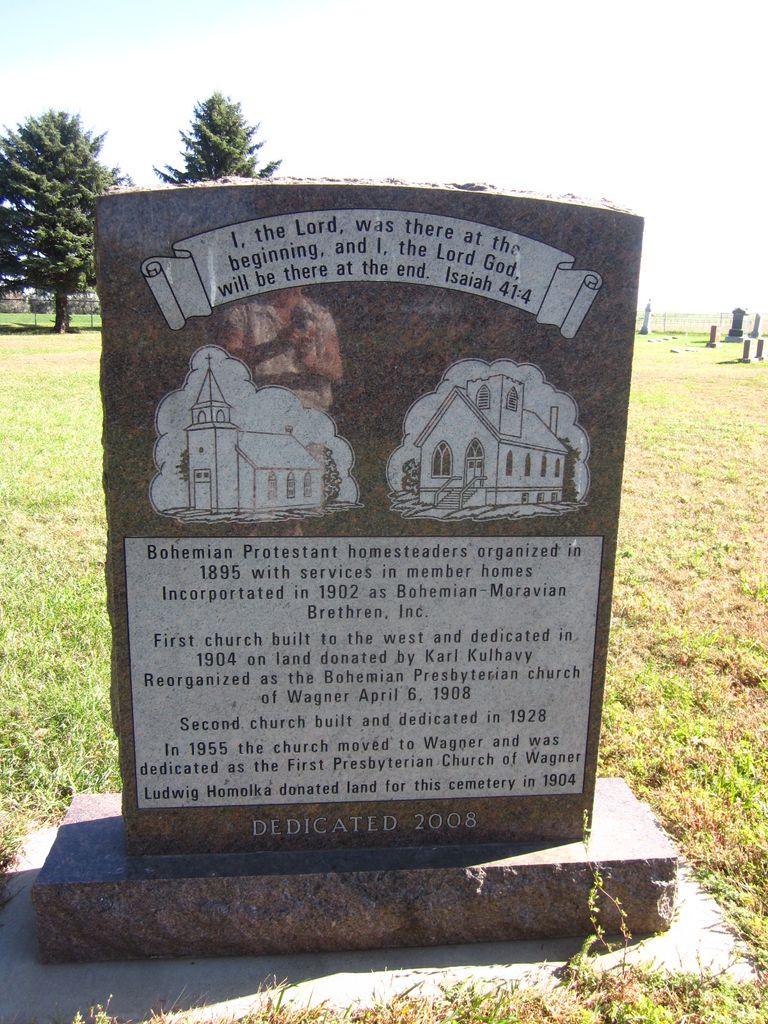 I, the Lord, was there at the
beginning, and I, the Lord God,
will be there at the end. Isaiah 41:4
Bohemian Protestant homesteaders organized in
1895 with services in member homes
Incorportated in 1902 as Bohemian-Moravian
Brethren, Inc.
First church built to the west and dedicated in
1904 on land donated by Karl Kulhavy
Reorganized as the Bohemian Presbyterian church
of Wagner April 6, 1908
Second church built and dedicated in 1928
In 1955 the church moved to Wagner and was
dedicated as the First Presbyterian Church of Wagner
Ludwig Homolka donated land for this cemetery in 1904
DEDICATED 2008